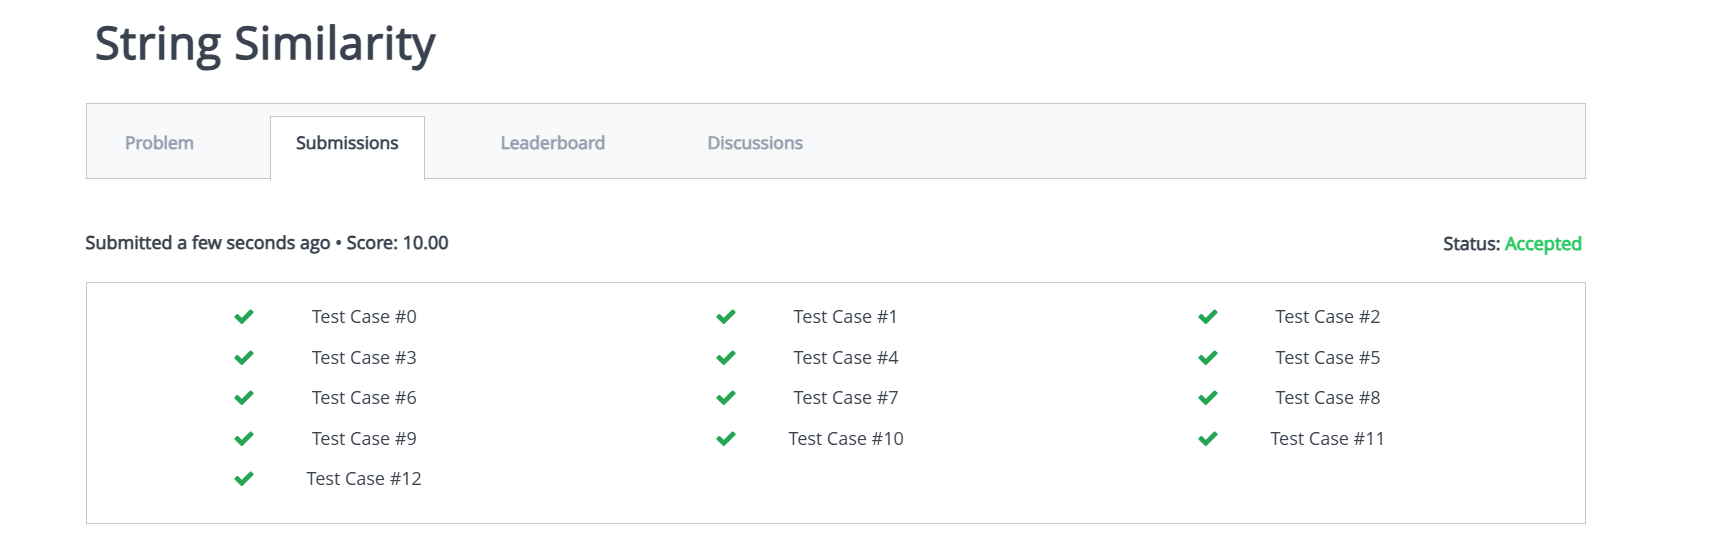 String Similarity
Problem Submissions Leaderboard Discussions
Submitted a few seconds ago • Score: 10.00 Status: Accepted
Test Case #0 Test Case #1 Test Case #2
Test Case #3 Test Case #4 Test Case #5
Test Case #6 Test Case #7 Test Case #8
Test Case #9 Test Case #10 Test Case #11
Test Case #12